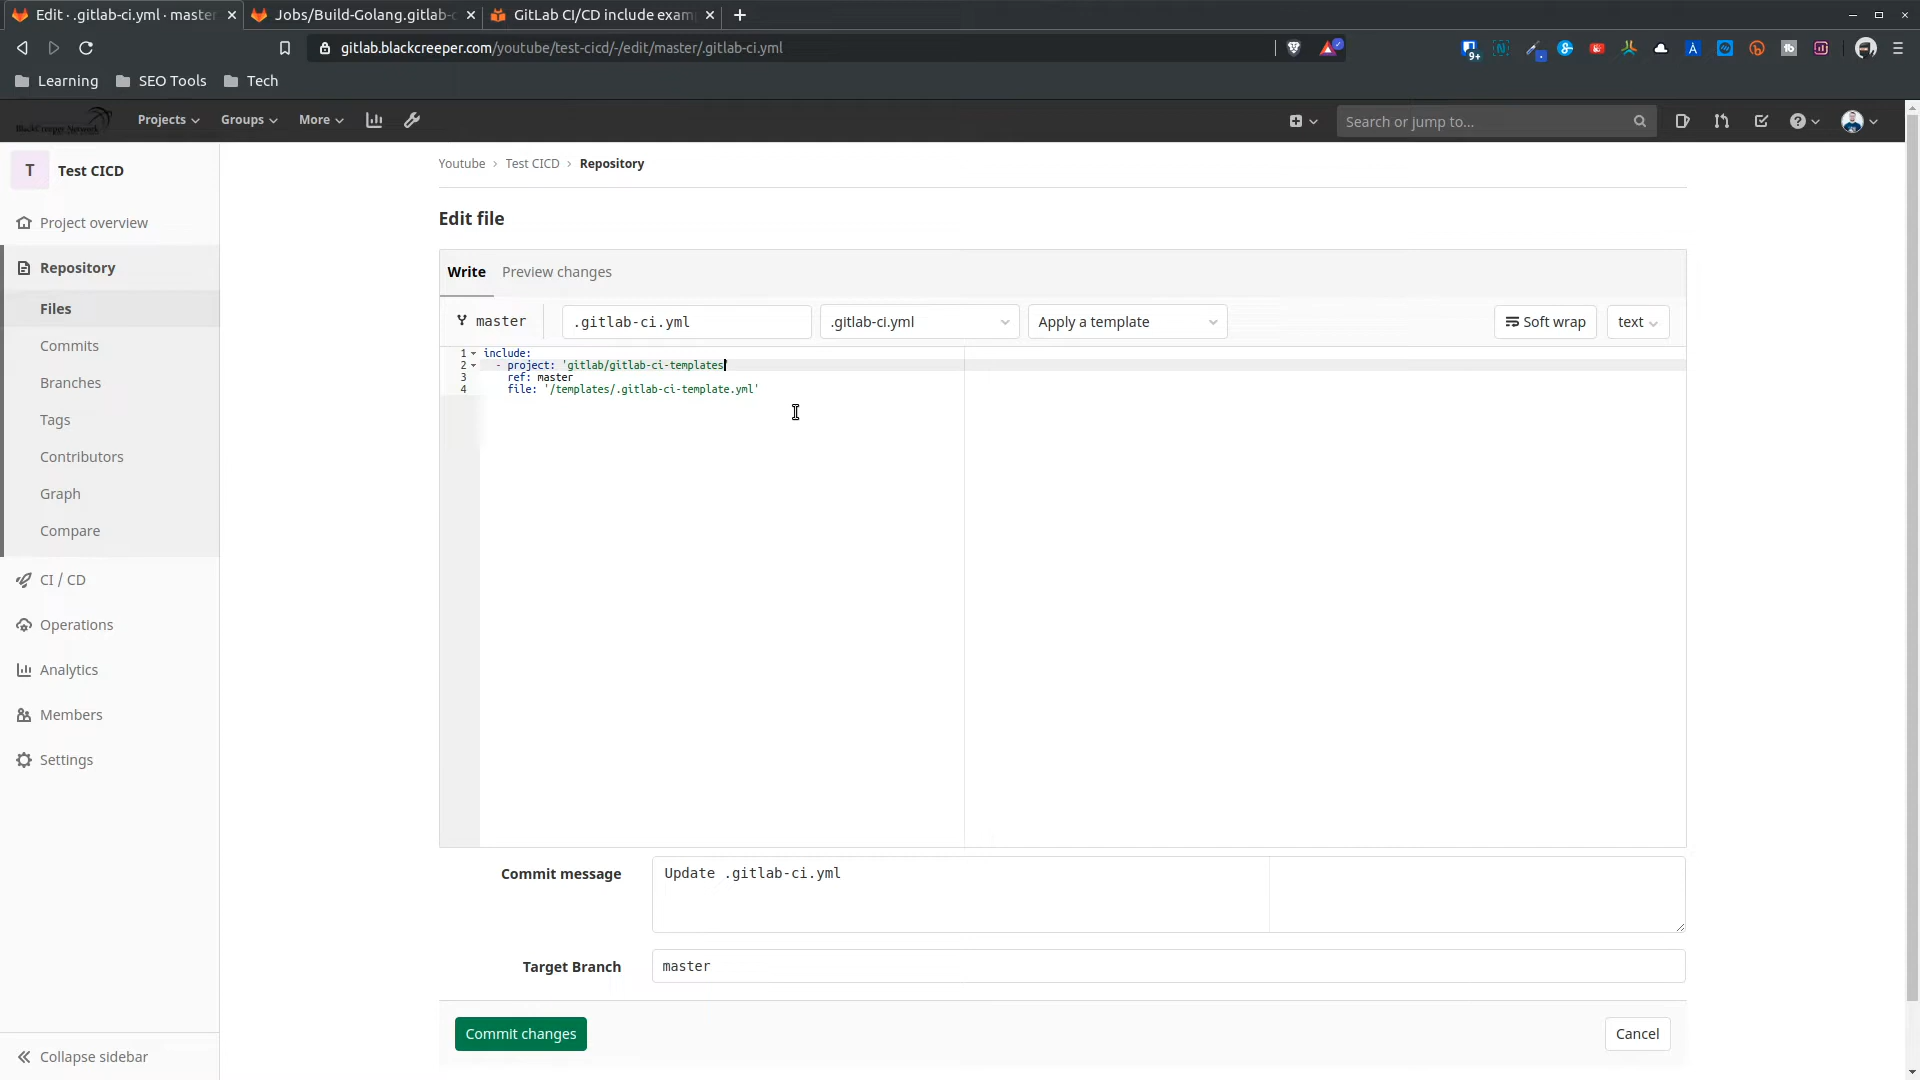 Edit · .gitlab-ci.yml · master
Jobs/Build-Golang.gitlab-c
GitLab CI/CD include exam
gitlab.blackcreeper.com/youtube/test-cicd/-/edit/master/.gitlab-ci.yml
9+
Learning
SEO Tools
Tech
BlackCreeper Network
Projects
Groups
More
Search or jump to...
T
Test CICD
Youtube › Test CICD › Repository
Project overview
Edit file
Repository
Write
Preview changes
Files
master
.gitlab-ci.yml
.gitlab-ci.yml
Apply a template
Soft wrap
text
Commits
Branches
Tags
Contributors
Graph
Compare
1 include:
2 - project: 'gitlab/gitlab-ci-templates'
3 ref: master
4 file: '/templates/.gitlab-ci-template.yml'
CI / CD
Operations
Analytics
Members
Settings
Commit message
Update .gitlab-ci.yml
Target Branch
master
Commit changes
Cancel
Collapse sidebar